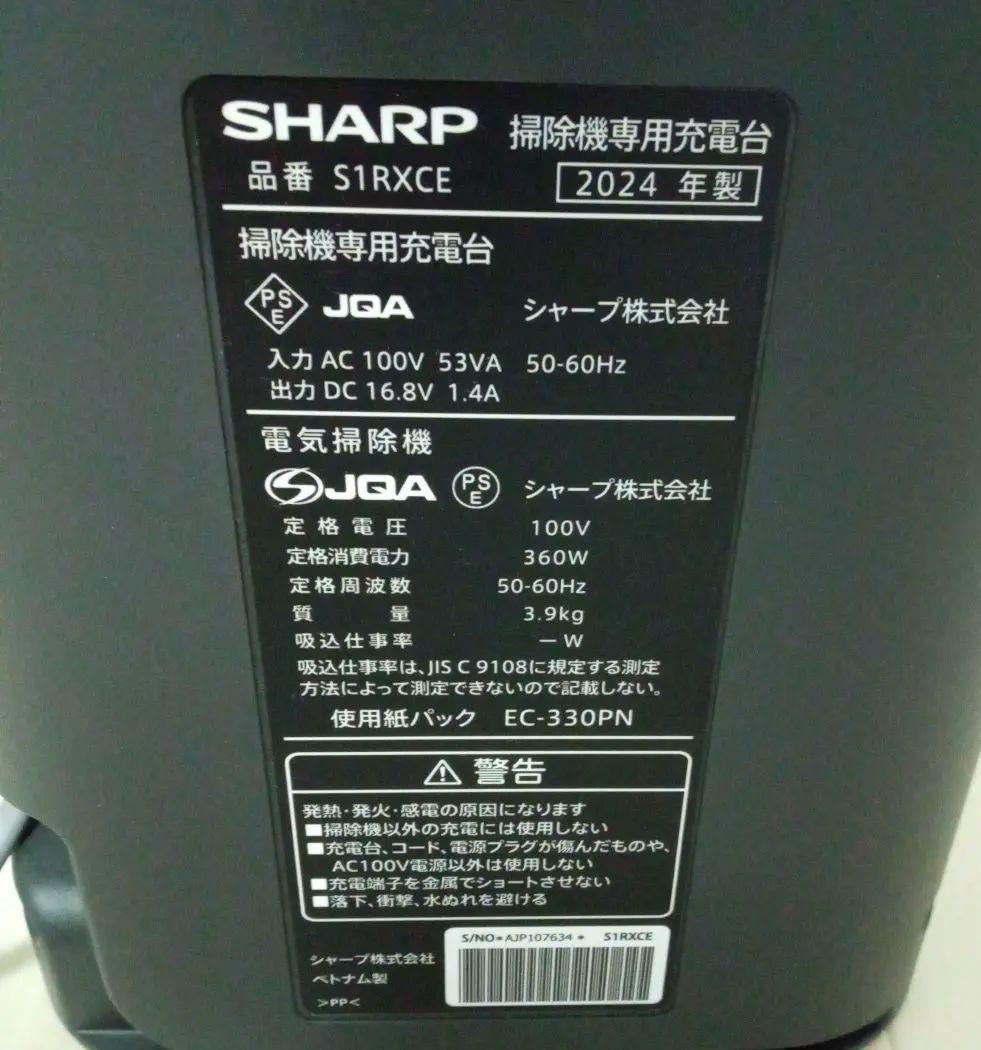 SHARP 掃除機専用充電台
品番 S1RXCE 2024 年製
掃除機専用充電台
PSE JQA シャープ株式会社
入力 AC 100V 53VA 50-60Hz
出力 DC 16.8V 1.4A
電気掃除機
JQA PSE シャープ株式会社
定格電圧 100V
定格消費電力 360W
定格周波数 50-60Hz
質量 3.9kg
吸込仕事率 －W
吸込仕事率は、JIS C 9108に規定する測定
方法によって測定できないので記載しない。
使用紙パック EC-330PN
⚠ 警告
発熱・発火・感電の原因になります
■掃除機以外の充電には使用しない
■充電台、コード、電源プラグが傷んだものや、
AC100V電源以外は使用しない
■充電端子を金属でショートさせない
■落下、衝撃、水ぬれを避ける
S/NO*AJP107634* S1RXCE
シャープ株式会社
ベトナム製
>PP<